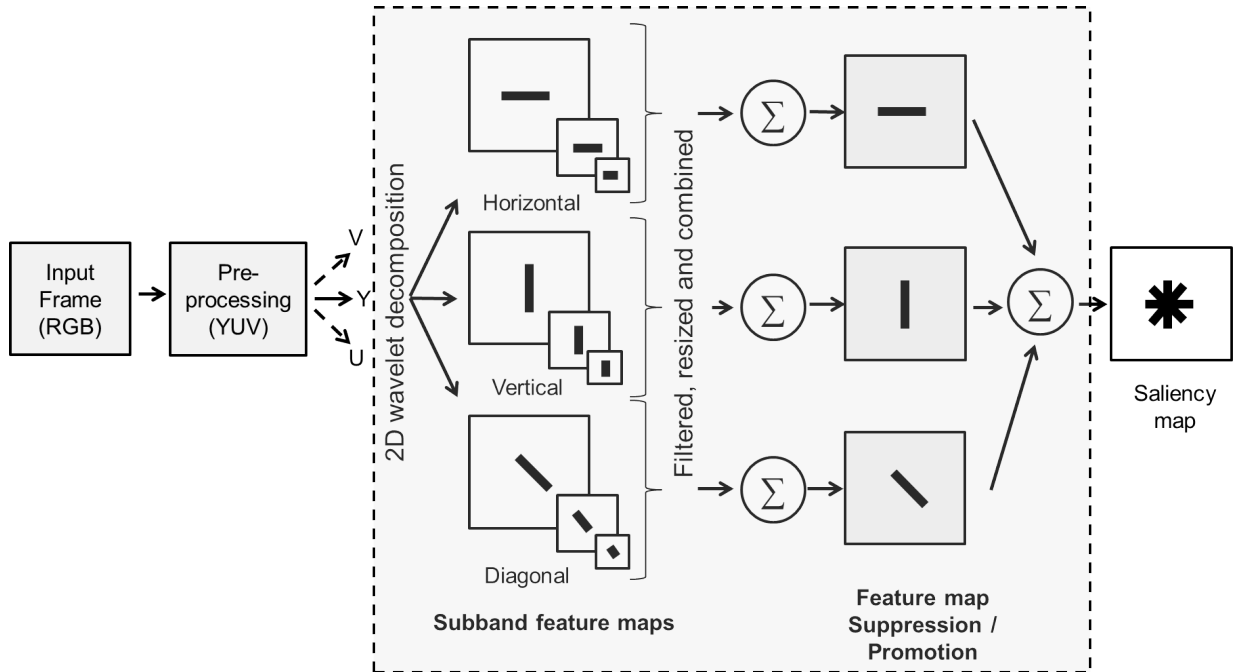 Input
Frame
(RGB)
Pre-
processing
(YUV)
V
Y
U
2D wavelet decomposition
Horizontal
Vertical
Diagonal
Subband feature maps
Filtered, resized and combined
Σ
Σ
Σ
Feature map
Suppression /
Promotion
Σ
Saliency
map